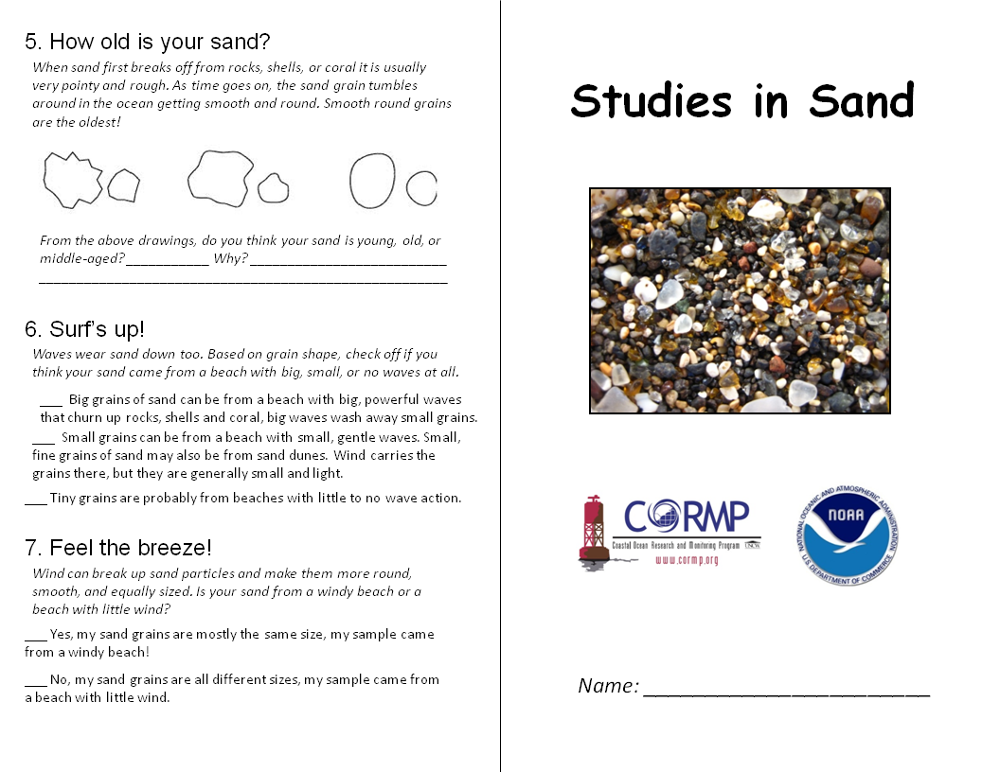 5. How old is your sand?
When sand first breaks off from rocks, shells, or coral it is usually
very pointy and rough. As time goes on, the sand grain tumbles
around in the ocean getting smooth and round. Smooth round grains
are the oldest!
From the above drawings, do you think your sand is young, old, or
middle-aged? ___________ Why? __________________________
______________________________________________________
6. Surf's up!
Waves wear sand down too. Based on grain shape, check off if you
think your sand came from a beach with big, small, or no waves at all.
___ Big grains of sand can be from a beach with big, powerful waves
that churn up rocks, shells and coral, big waves wash away small grains.
___ Small grains can be from a beach with small, gentle waves. Small,
fine grains of sand may also be from sand dunes. Wind carries the
grains there, but they are generally small and light.
___ Tiny grains are probably from beaches with little to no wave action.
7. Feel the breeze!
Wind can break up sand particles and make them more round,
smooth, and equally sized. Is your sand from a windy beach or a
beach with little wind?
___ Yes, my sand grains are mostly the same size, my sample came
from a windy beach!
___ No, my sand grains are all different sizes, my sample came from
a beach with little wind.
Studies in Sand
CORMP
Coastal Ocean Research and Monitoring Program UNCW
www.cormp.org
NATIONAL OCEANIC AND ATMOSPHERIC ADMINISTRATION
NOAA
U.S. DEPARTMENT OF COMMERCE
Name: _______________________